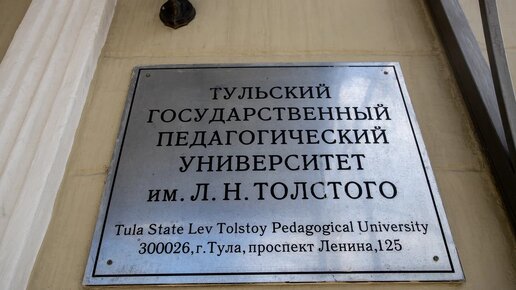 ТУЛЬСКИЙ
ГОСУДАРСТВЕННЫЙ
ПЕДАГОГИЧЕСКИЙ
УНИВЕРСИТЕТ
ИМ. Л. Н. ТОЛСТОГО
Tula State Lev Tolstoy Pedagogical University
300026, г. Тула, проспект Ленина, 125